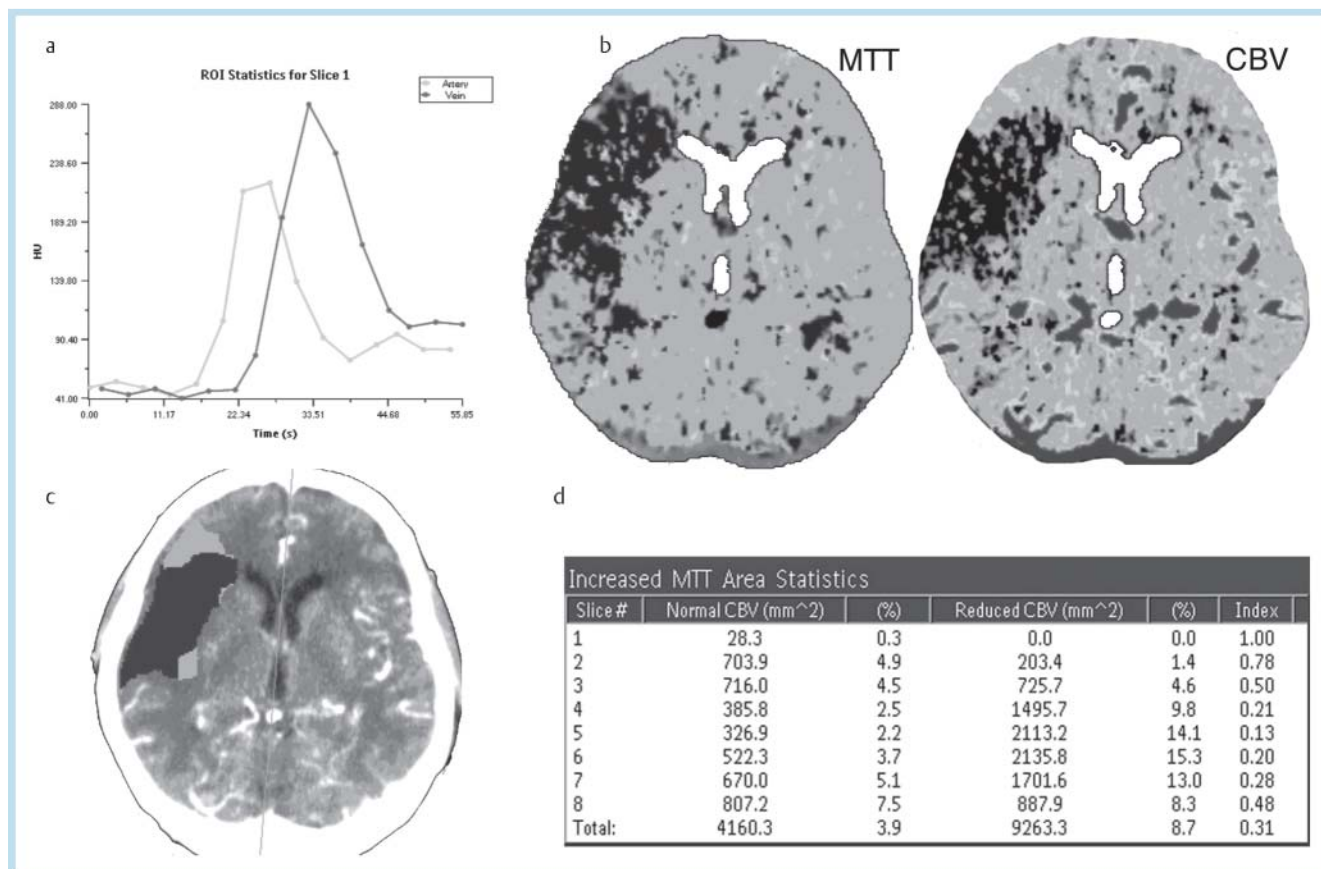 a
ROI Statistics for Slice 1
Artery
Vein
288.00
238.60
189.20
139.00
90.40
41.00
HU
0.00 11.17 22.34 33.51 44.68 55.85
Time (s)
b
MTT
CBV
c
d
Increased MTT Area Statistics
Slice # Normal CBV (mm^2) (%) Reduced CBV (mm^2) (%) Index
1 28.3 0.3 0.0 0.0 1.00
2 703.9 4.9 203.4 1.4 0.78
3 716.0 4.5 725.7 4.6 0.50
4 385.8 2.5 1495.7 9.8 0.21
5 326.9 2.2 2113.2 14.1 0.13
6 522.3 3.7 2135.8 15.3 0.20
7 670.0 5.1 1701.6 13.0 0.28
8 807.2 7.5 887.9 8.3 0.48
Total: 4160.3 3.9 9263.3 8.7 0.31